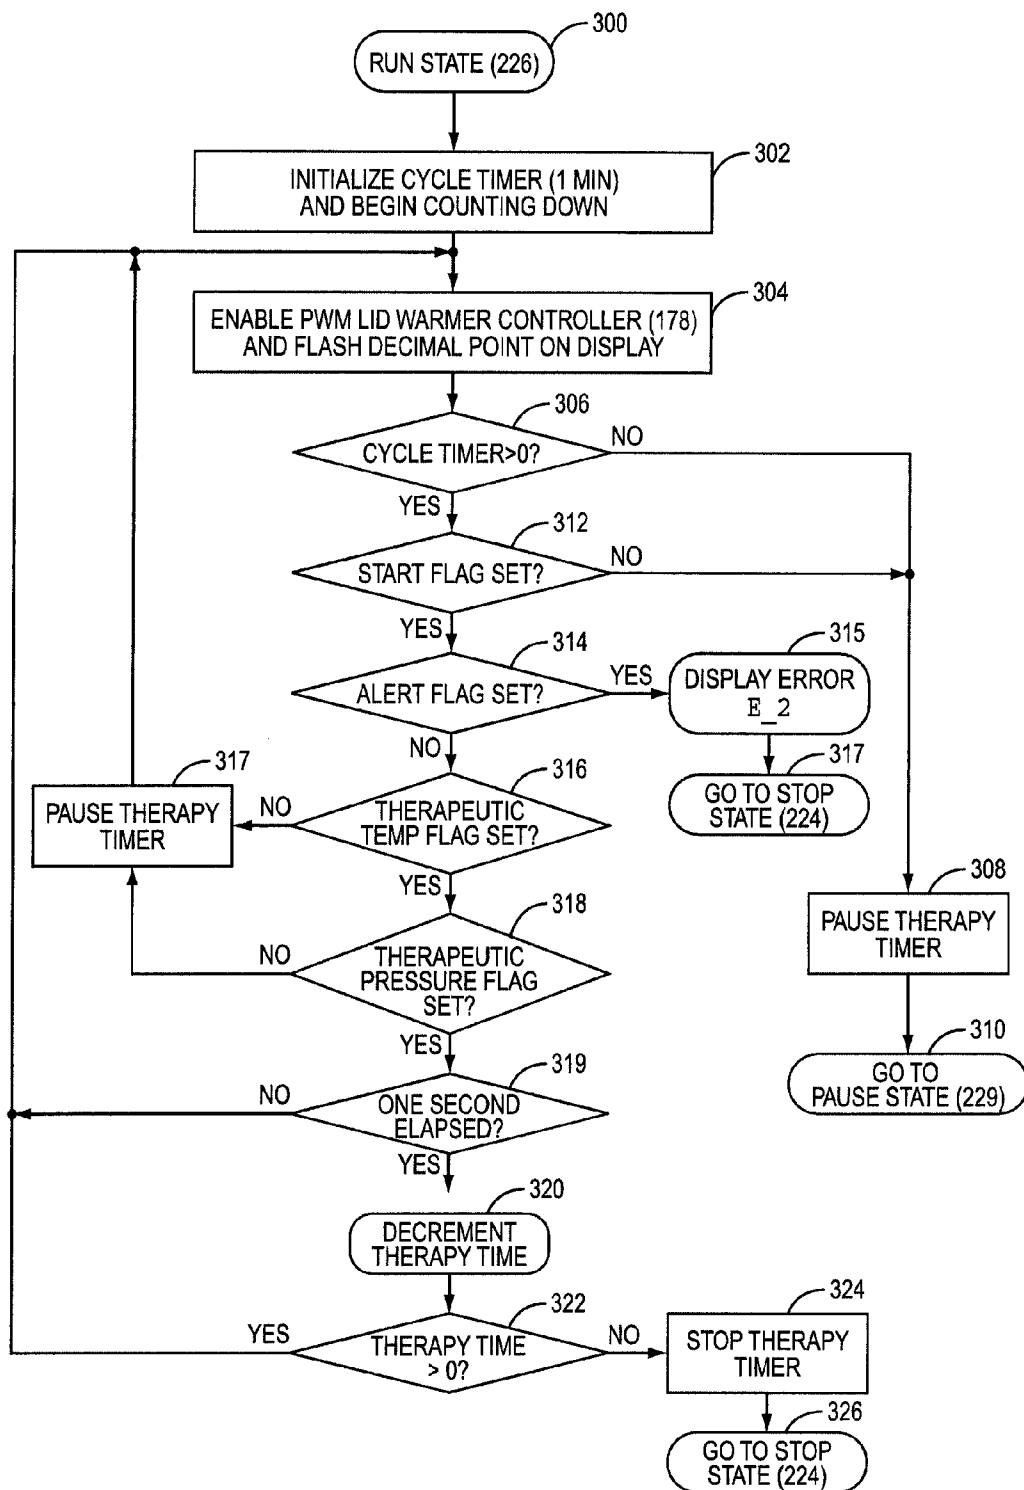 300
RUN STATE (226)
302
INITIALIZE CYCLE TIMER (1 MIN)
AND BEGIN COUNTING DOWN
304
ENABLE PWM LID WARMER CONTROLLER (178)
AND FLASH DECIMAL POINT ON DISPLAY
306
CYCLE TIMER>0?
NO
YES
312
START FLAG SET?
NO
YES
314
ALERT FLAG SET?
YES
NO
315
DISPLAY ERROR
E_2
317
GO TO STOP
STATE (224)
316
THERAPEUTIC
TEMP FLAG SET?
NO
YES
317
PAUSE THERAPY
TIMER
318
THERAPEUTIC
PRESSURE FLAG
SET?
NO
YES
308
PAUSE THERAPY
TIMER
310
GO TO
PAUSE STATE (229)
319
ONE SECOND
ELAPSED?
NO
YES
320
DECREMENT
THERAPY TIME
322
THERAPY TIME
> 0?
YES
NO
324
STOP THERAPY
TIMER
326
GO TO STOP
STATE (224)